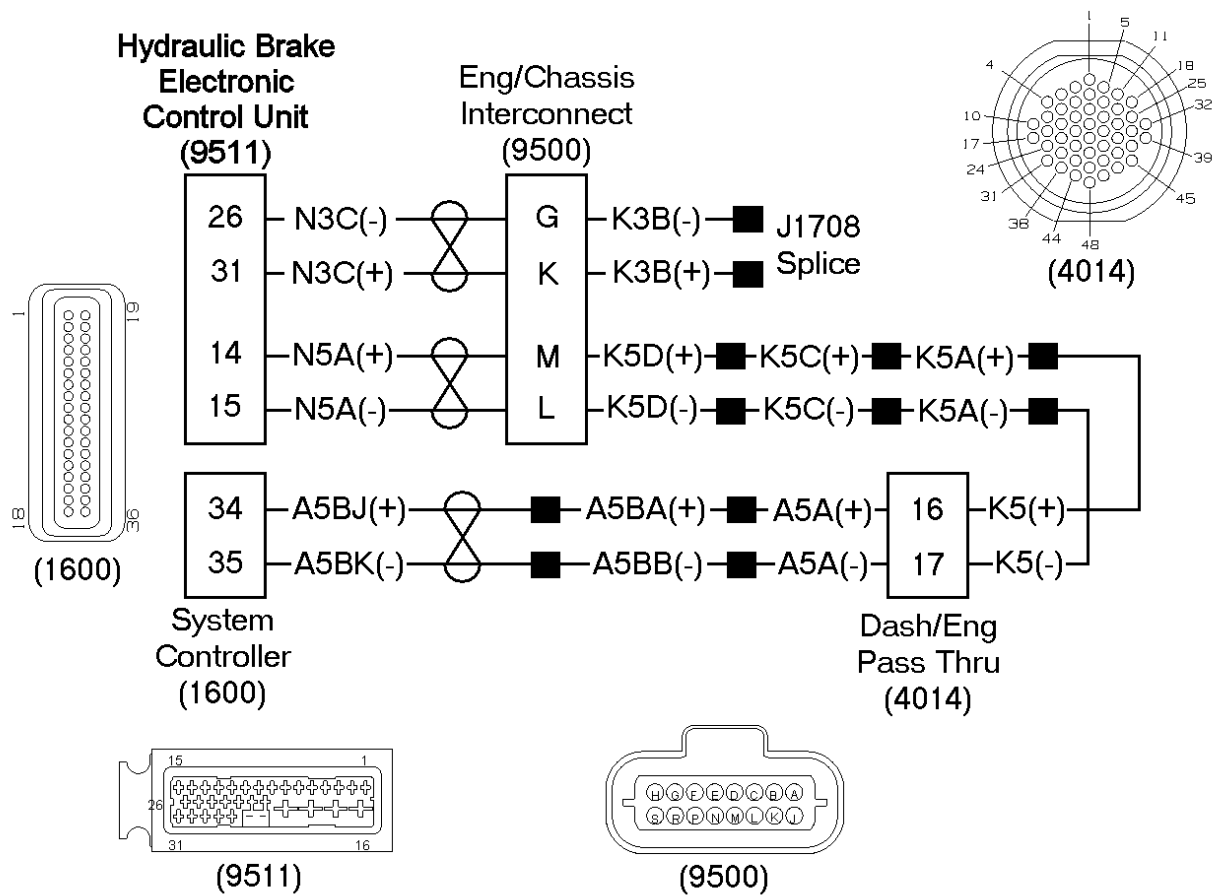 Hydraulic Brake
Electronic
Control Unit
(9511)
Eng/Chassis
Interconnect
(9500)
26 N3C(-) G K3B(-)
31 N3C(+) K K3B(+)
J1708
Splice
14 N5A(+) M K5D(+) K5C(+) K5A(+)
15 N5A(-) L K5D(-) K5C(-) K5A(-)
34 A5BJ(+) A5BA(+) A5A(+) 16 K5(+)
35 A5BK(-) A5BB(-) A5A(-) 17 K5(-)
System
Controller
(1600)
Dash/Eng
Pass Thru
(4014)
1 5 11 18 25 32 39 45 48 44 38 31 24 17 10 4
(4014)
1 19
18 36
(1600)
15 1
26
31 16
(9511)
H G F E D C B A
S R P N M L K J
(9500)